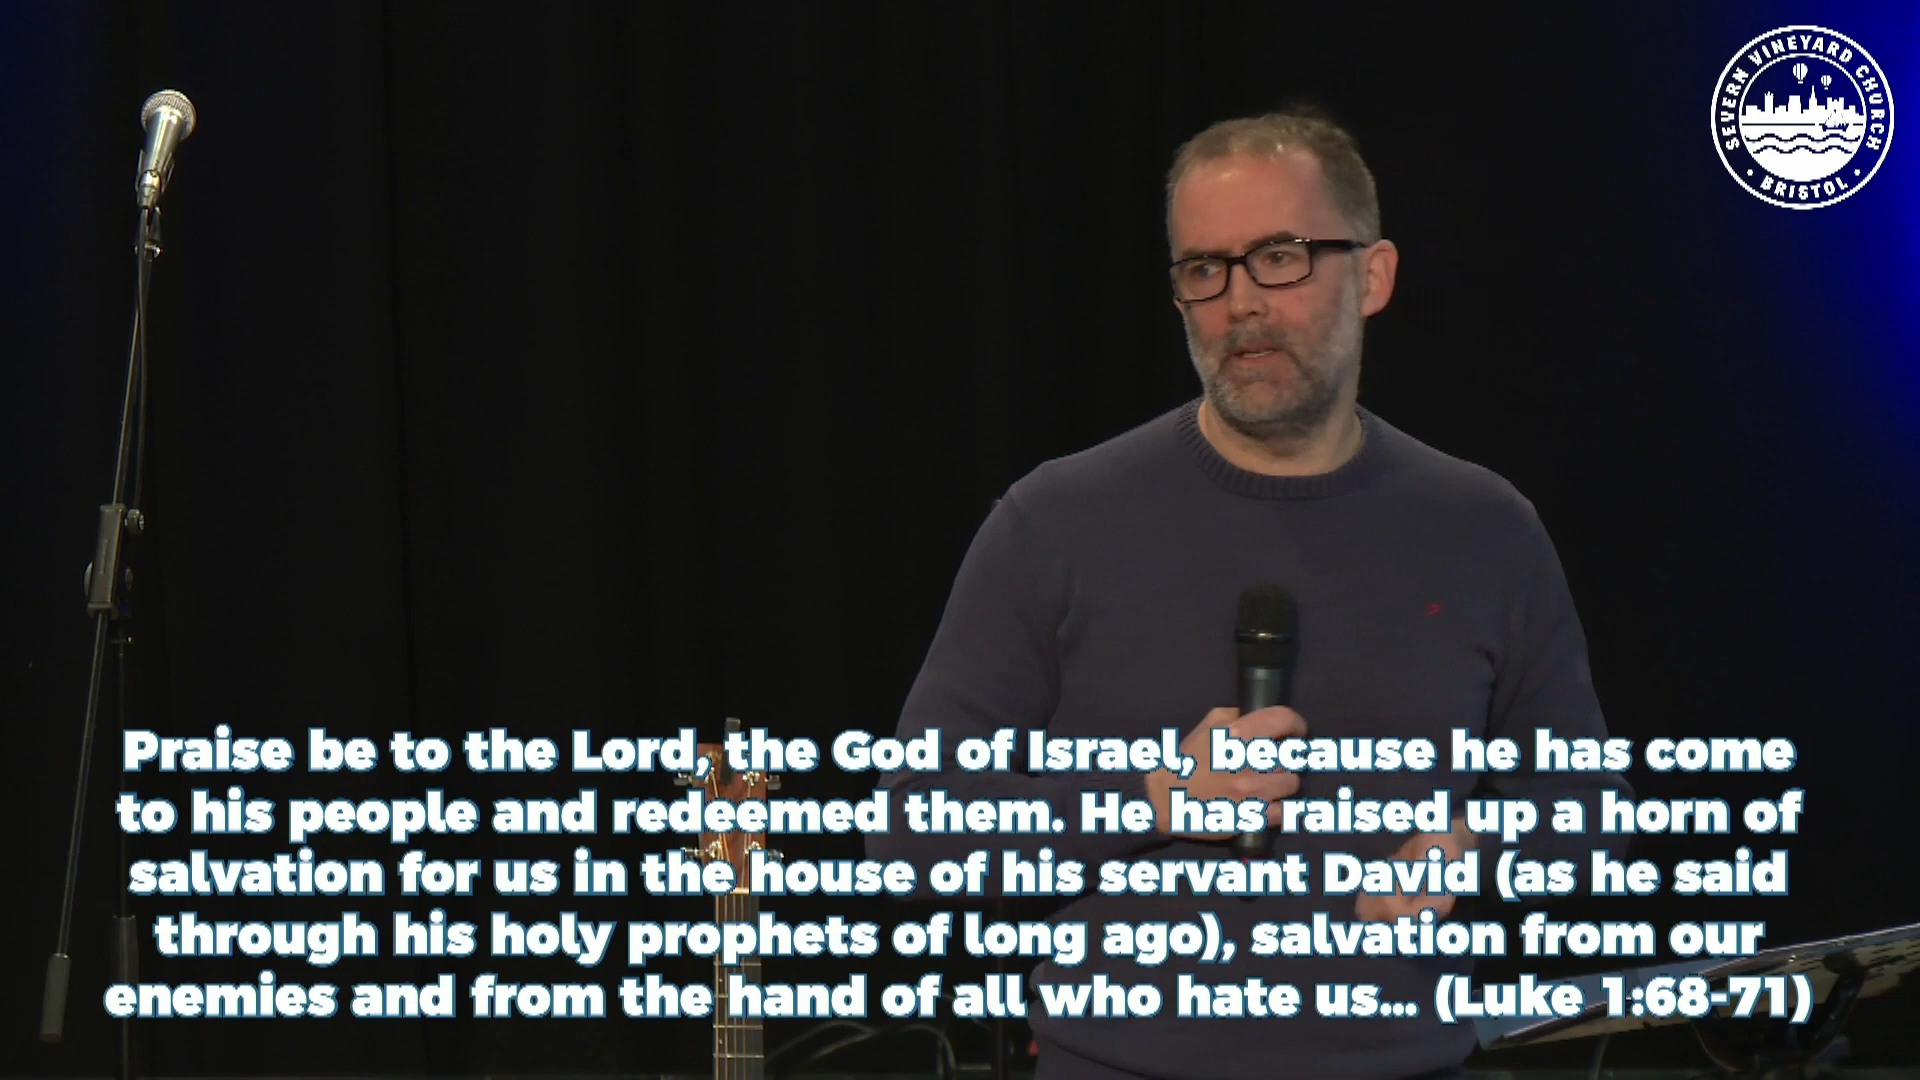 SEVERN VINEYARD CHURCH
• BRISTOL •
Praise be to the Lord, the God of Israel, because he has come
to his people and redeemed them. He has raised up a horn of
salvation for us in the house of his servant David (as he said
through his holy prophets of long ago), salvation from our
enemies and from the hand of all who hate us... (Luke 1:68-71)